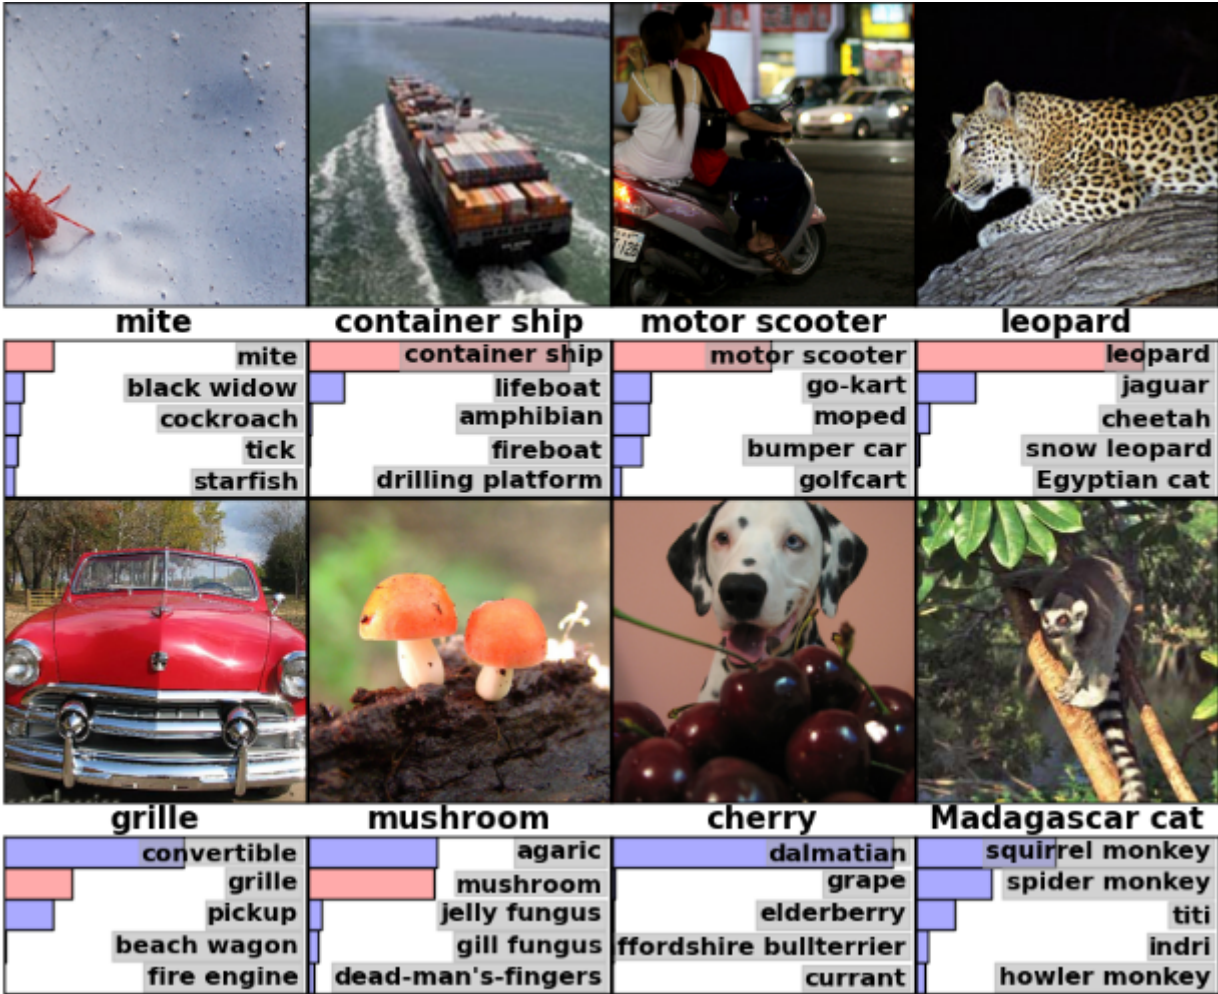 mite
container ship
motor scooter
leopard
mite
black widow
cockroach
tick
starfish
container ship
lifeboat
amphibian
fireboat
drilling platform
motor scooter
go-kart
moped
bumper car
golfcart
leopard
jaguar
cheetah
snow leopard
Egyptian cat
grille
mushroom
cherry
Madagascar cat
convertible
grille
pickup
beach wagon
fire engine
agaric
mushroom
jelly fungus
gill fungus
dead-man's-fingers
dalmatian
grape
elderberry
ffordshire bullterrier
currant
squirrel monkey
spider monkey
titi
indri
howler monkey